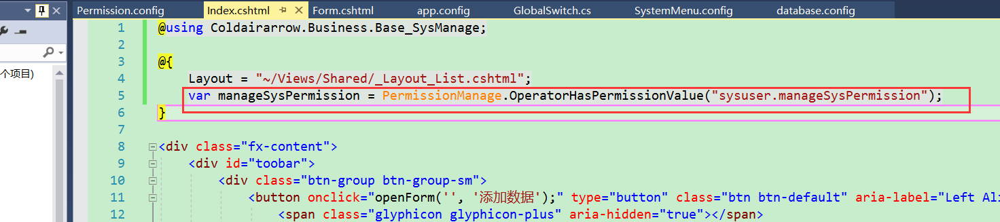 Permission.config Index.cshtml Form.cshtml app.config GlobalSwitch.cs SystemMenu.config database.config
1 @using Coldairarrow.Business.Base_SysManage;
2
个项目)
3 @{
4 Layout = "~/Views/Shared/_Layout_List.cshtml";
5 var manageSysPermission = PermissionManage.OperatorHasPermissionValue("sysuser.manageSysPermission");
6 }
7
8 <div class="fx-content">
9 <div id="toobar">
10 <div class="btn-group btn-group-sm">
11 <button onclick="openForm('', '添加数据');" type="button" class="btn btn-default" aria-label="Left Ali
12 <span class="glyphicon glyphicon-plus" aria-hidden="true"></span>